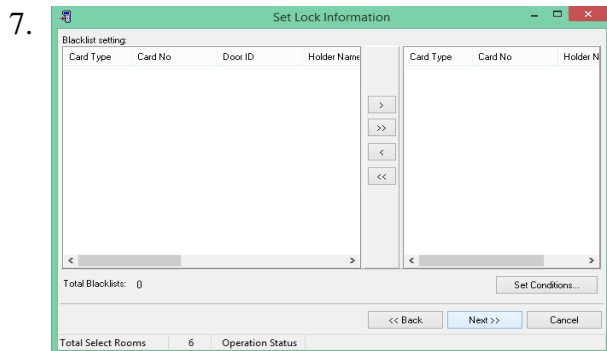 7.
Set Lock Information
Blacklist setting:
Card Type Card No Door ID Holder Name
Card Type Card No Holder N
>
>>
<
<<
Total Blacklists: 0
Set Conditions...
<< Back Next >> Cancel
Total Select Rooms 6 Operation Status